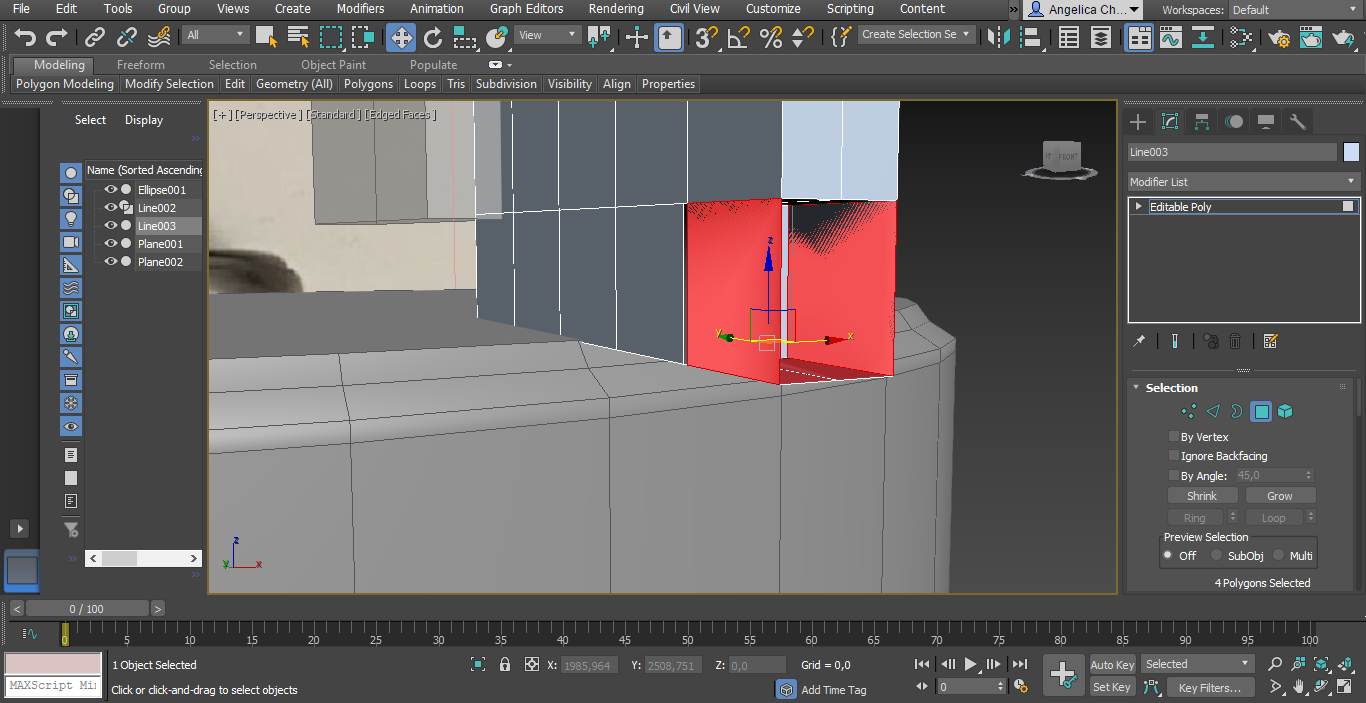 File Edit Tools Group Views Create Modifiers Animation Graph Editors Rendering Civil View Customize Scripting Content » Angelica Ch... Workspaces: Default
All View 3 Create Selection Se
Modeling Freeform Selection Object Paint Populate
Polygon Modeling Modify Selection Edit Geometry (All) Polygons Loops Tris Subdivision Visibility Align Properties
Select Display
[+] [Perspective] [Standard] [Edged Faces]
Name (Sorted Ascending
Ellipse001
Line002
Line003
Plane001
Plane002
FRONT
z
y x
z
y x
Line003
Modifier List
Editable Poly
Selection
By Vertex
Ignore Backfacing
By Angle: 45,0
Shrink Grow
Ring Loop
Preview Selection
Off SubObj Multi
4 Polygons Selected
< 0 / 100 >
0 5 10 15 20 25 30 35 40 45 50 55 60 65 70 75 80 85 90 95 100
1 Object Selected X: 1985,964 Y: 2508,751 Z: 0,0 Grid = 0,0 Auto Key Selected
MAXScript Mi Click or click-and-drag to select objects Add Time Tag 0 Set Key Key Filters...